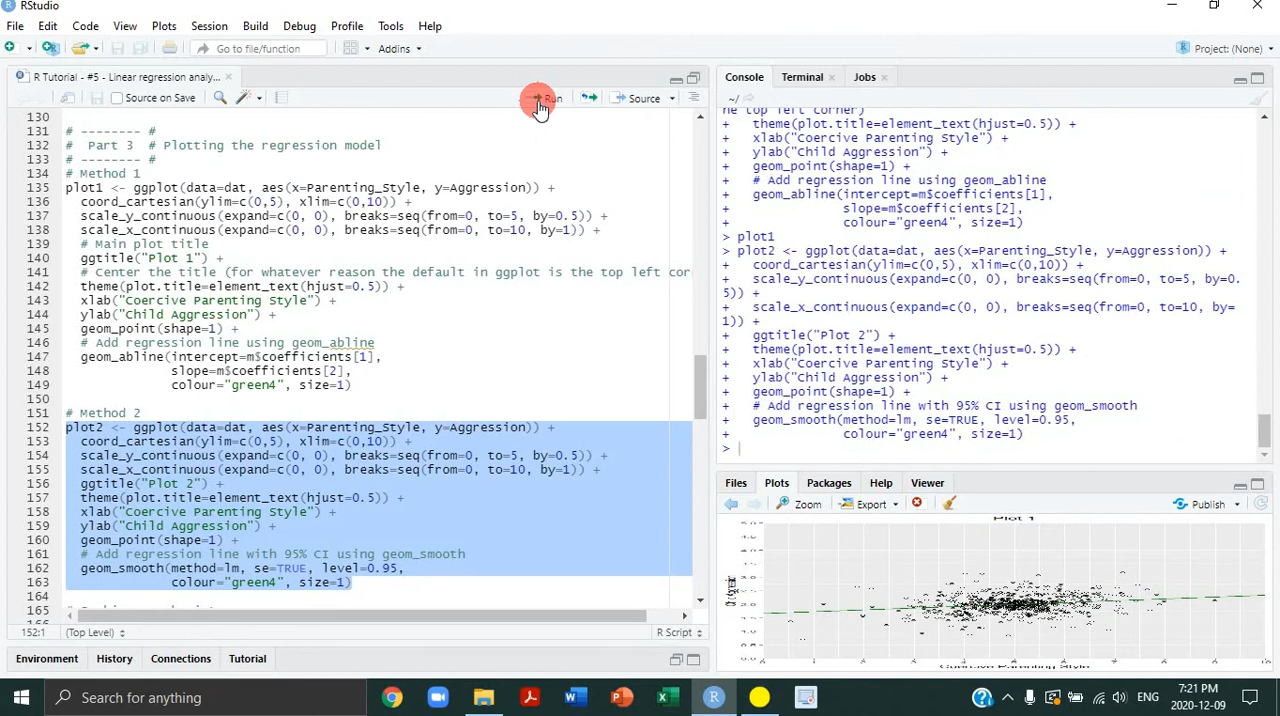 RStudio
File Edit Code View Plots Session Build Debug Profile Tools Help
Go to file/function Addins Project: (None)
R Tutorial - #5 - Linear regression analy...
Source on Save Run Source
130
131 # -------- #
132 #  Part 3  # Plotting the regression model
133 # -------- #
134 # Method 1
135 plot1 <- ggplot(data=dat, aes(x=Parenting_Style, y=Aggression)) +
136 coord_cartesian(ylim=c(0,5), xlim=c(0,10)) +
137 scale_y_continuous(expand=c(0, 0), breaks=seq(from=0, to=5, by=0.5)) +
138 scale_x_continuous(expand=c(0, 0), breaks=seq(from=0, to=10, by=1)) +
139 # Main plot title
140 ggtitle("Plot 1") +
141 # Center the title (for whatever reason the default in ggplot is the top left cor
142 theme(plot.title=element_text(hjust=0.5)) +
143 xlab("Coercive Parenting Style") +
144 ylab("Child Aggression") +
145 geom_point(shape=1) +
146 # Add regression line using geom_abline
147 geom_abline(intercept=m$coefficients[1],
148 slope=m$coefficients[2],
149 colour="green4", size=1)
150
151 # Method 2
152 plot2 <- ggplot(data=dat, aes(x=Parenting_Style, y=Aggression)) +
153 coord_cartesian(ylim=c(0,5), xlim=c(0,10)) +
154 scale_y_continuous(expand=c(0, 0), breaks=seq(from=0, to=5, by=0.5)) +
155 scale_x_continuous(expand=c(0, 0), breaks=seq(from=0, to=10, by=1)) +
156 ggtitle("Plot 2") +
157 theme(plot.title=element_text(hjust=0.5)) +
158 xlab("Coercive Parenting Style") +
159 ylab("Child Aggression") +
160 geom_point(shape=1) +
161 # Add regression line with 95% CI using geom_smooth
162 geom_smooth(method=lm, se=TRUE, level=0.95,
163 colour="green4", size=1)
164
165
152:1 (Top Level) R Script
Environment History Connections Tutorial
Console Terminal Jobs
~/
ne top left corner)
+ theme(plot.title=element_text(hjust=0.5)) +
+ xlab("Coercive Parenting Style") +
+ ylab("Child Aggression") +
+ geom_point(shape=1) +
+ # Add regression line using geom_abline
+ geom_abline(intercept=m$coefficients[1],
+ slope=m$coefficients[2],
+ colour="green4", size=1)
> plot1
> plot2 <- ggplot(data=dat, aes(x=Parenting_Style, y=Aggression)) +
+ coord_cartesian(ylim=c(0,5), xlim=c(0,10)) +
+ scale_y_continuous(expand=c(0, 0), breaks=seq(from=0, to=5, by=0.
5)) +
+ scale_x_continuous(expand=c(0, 0), breaks=seq(from=0, to=10, by=
1)) +
+ ggtitle("Plot 2") +
+ theme(plot.title=element_text(hjust=0.5)) +
+ xlab("Coercive Parenting Style") +
+ ylab("Child Aggression") +
+ geom_point(shape=1) +
+ # Add regression line with 95% CI using geom_smooth
+ geom_smooth(method=lm, se=TRUE, level=0.95,
+ colour="green4", size=1)
>
Files Plots Packages Help Viewer
Zoom Export Publish
Plot 1
Coercive Parenting Style
Search for anything
ENG
7:21 PM
2020-12-09